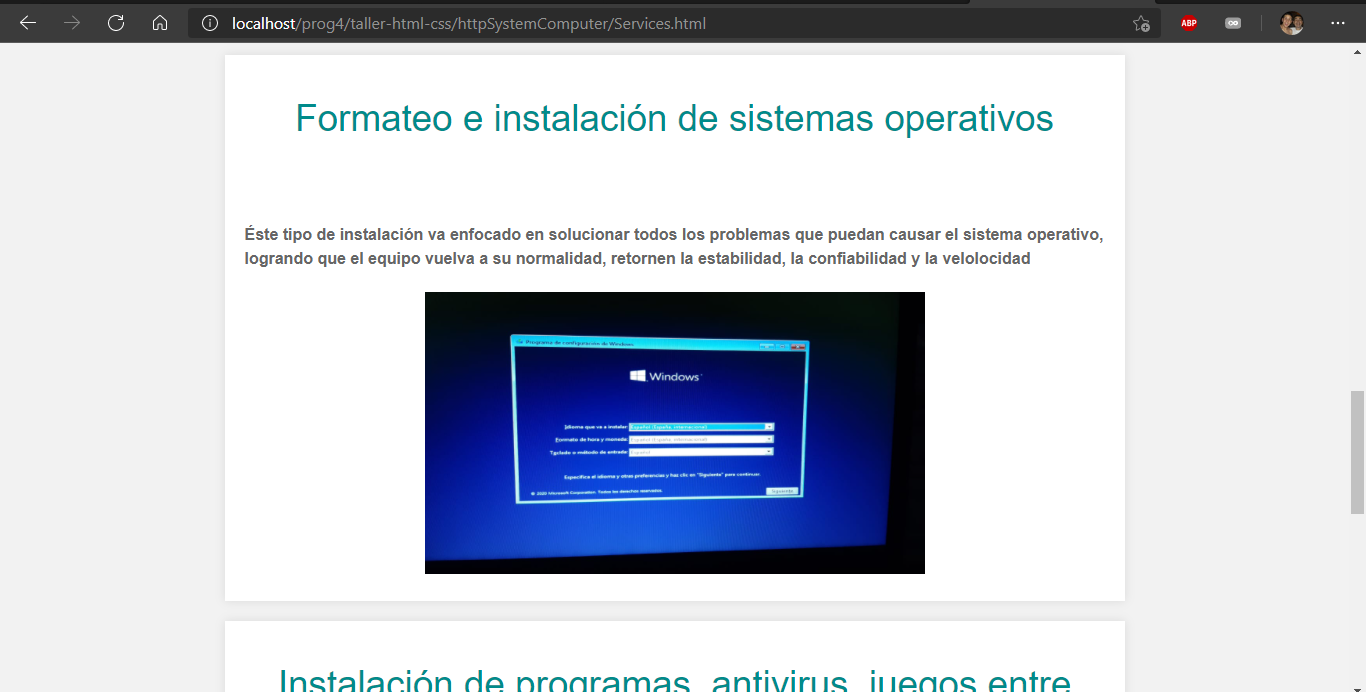 localhost/prog4/taller-html-css/httpSystemComputer/Services.html
ABP
Formateo e instalación de sistemas operativos
Éste tipo de instalación va enfocado en solucionar todos los problemas que puedan causar el sistema operativo,
logrando que el equipo vuelva a su normalidad, retornen la estabilidad, la confiabilidad y la velolocidad
Programa de configuración de Windows
Windows
Idioma que va a instalar: Español (España, internacional)
Formato de hora y moneda: Español (España, internacional)
Teclado o método de entrada: Español
Especifica el idioma y otras preferencias y haz clic en "Siguiente" para continuar.
© 2020 Microsoft Corporation. Todos los derechos reservados.
Siguiente
Instalación de programas, antivirus, juegos entre